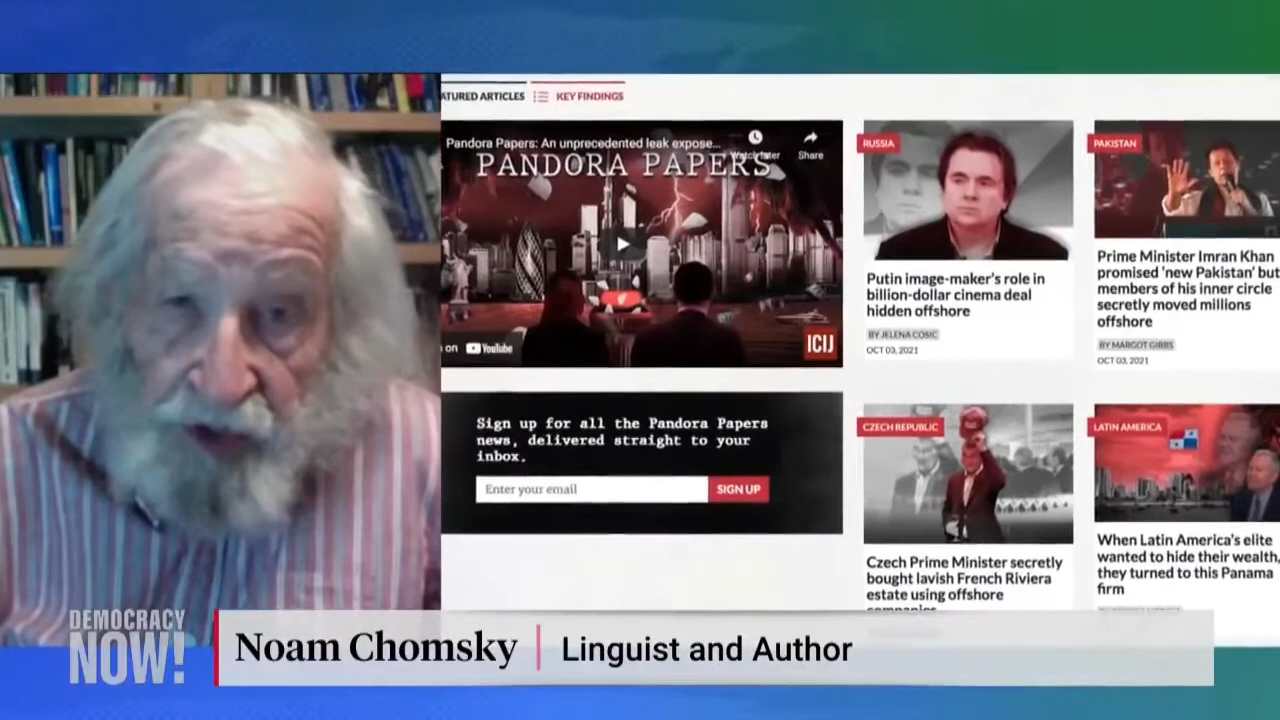 ATURED ARTICLES
KEY FINDINGS
Pandora Papers: An unprecedented leak expose...
Watch later
Share
PANDORA PAPERS
on YouTube
ICIJ
Sign up for all the Pandora Papers
news, delivered straight to your
inbox.
Enter your email
SIGN UP
RUSSIA
Putin image-maker's role in
billion-dollar cinema deal
hidden offshore
BY JELENA COSIC
OCT 03, 2021
PAKISTAN
Prime Minister Imran Khan
promised 'new Pakistan' but
members of his inner circle
secretly moved millions
offshore
BY MARGOT GIBBS
OCT 03, 2021
CZECH REPUBLIC
Czech Prime Minister secretly
bought lavish French Riviera
estate using offshore
companies
LATIN AMERICA
When Latin America's elite
wanted to hide their wealth,
they turned to this Panama
firm
DEMOCRACY
NOW!
Noam Chomsky
Linguist and Author